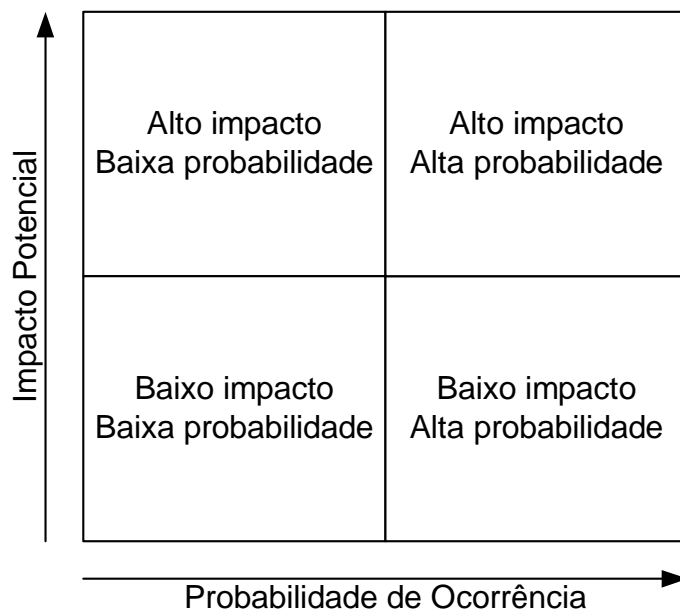 Impacto Potencial
Alto impacto
Baixa probabilidade
Alto impacto
Alta probabilidade
Baixo impacto
Baixa probabilidade
Baixo impacto
Alta probabilidade
Probabilidade de Ocorrência